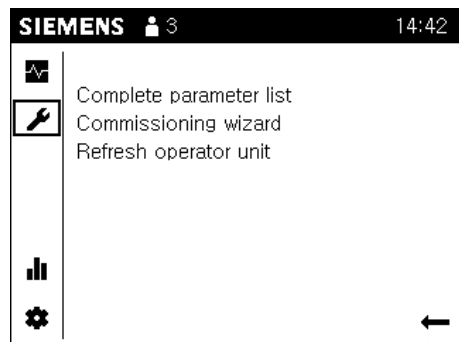 SIEMENS 3 14:42
Complete parameter list
Commissioning wizard
Refresh operator unit